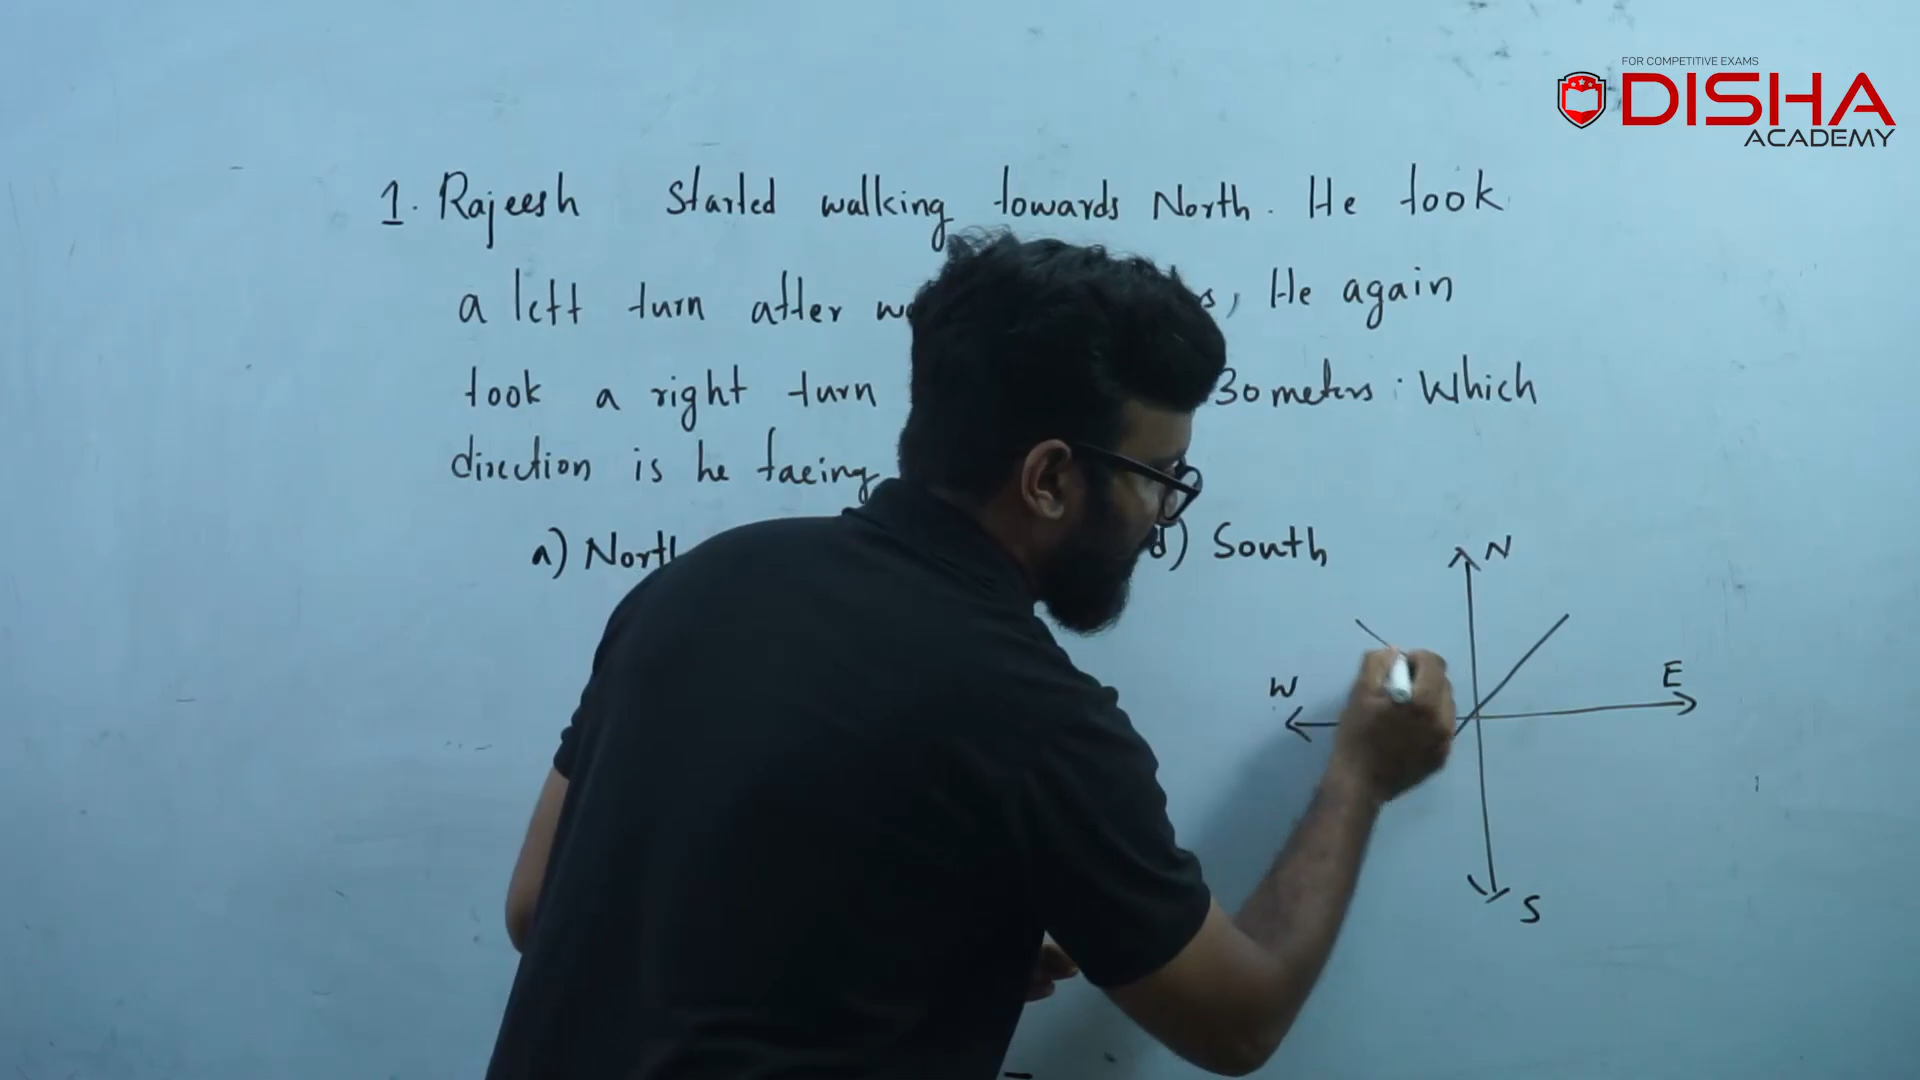 FOR COMPETITIVE EXAMS
DISHA
ACADEMY
1. Rajeesh started walking towards North. He took
a left turn after , He again
took a right turn 30 meters. Which
direction is he facing
a) North d) South
N
W E
S